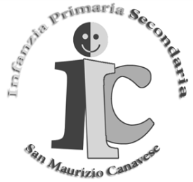 Infanzia Primaria Secondaria
IC
San Maurizio Canavese